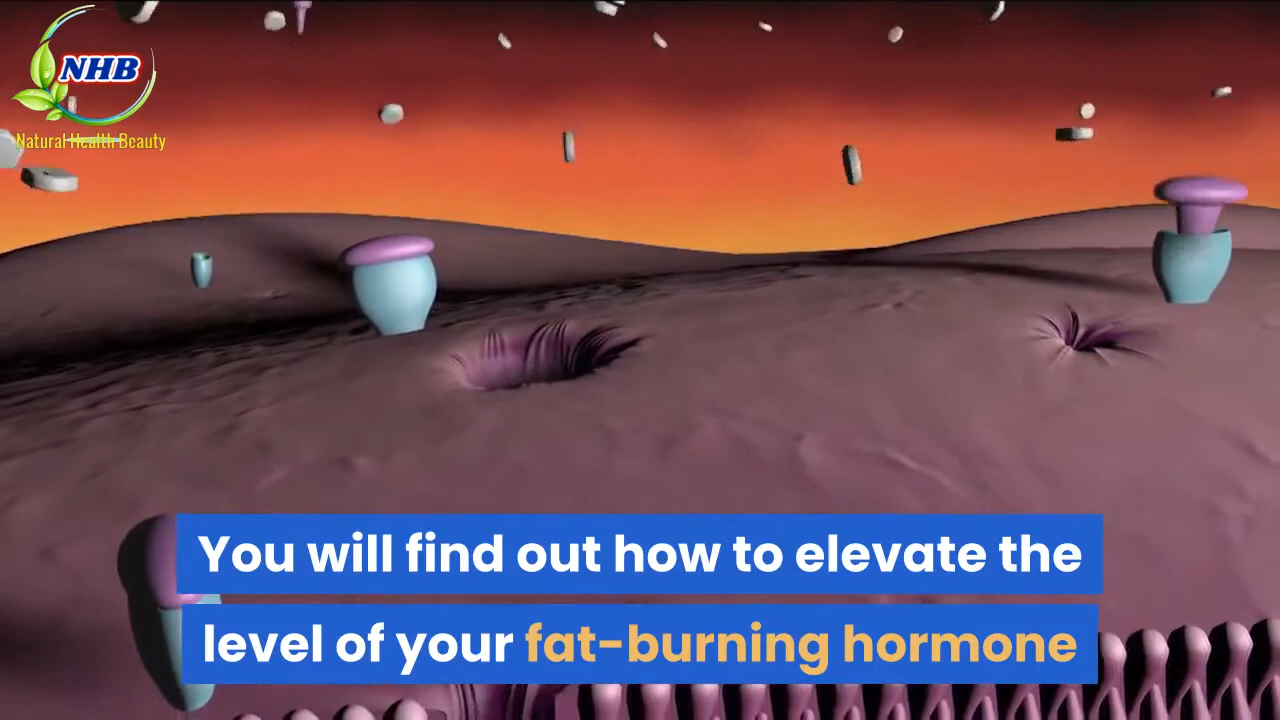 NHB
Natural Health Beauty
You will find out how to elevate the
level of your fat-burning hormone